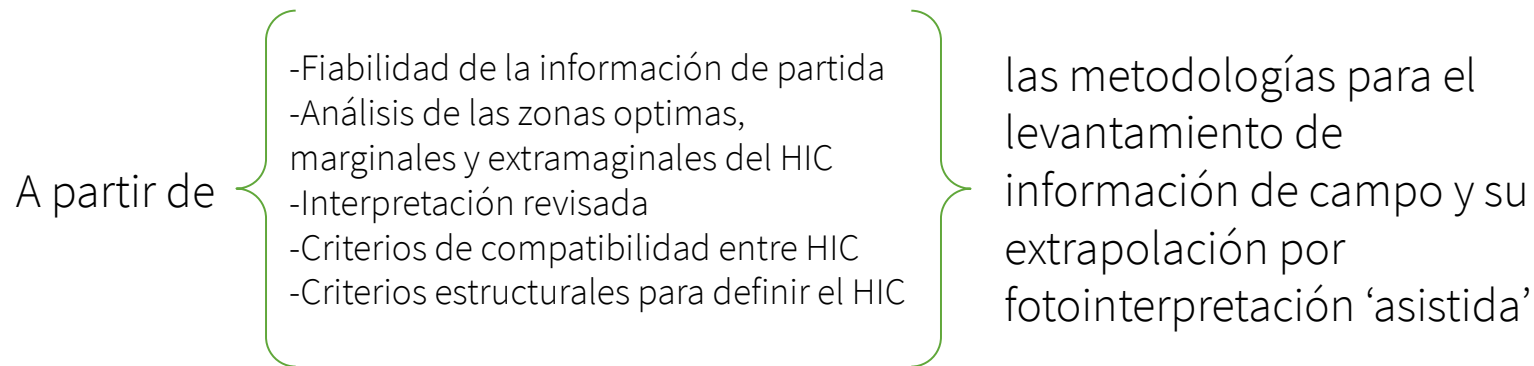 A partir de
-Fiabilidad de la información de partida
-Análisis de las zonas optimas,
marginales y extramaginales del HIC
-Interpretación revisada
-Criterios de compatibilidad entre HIC
-Criterios estructurales para definir el HIC
las metodologías para el
levantamiento de
información de campo y su
extrapolación por
fotointerpretación ‘asistida’